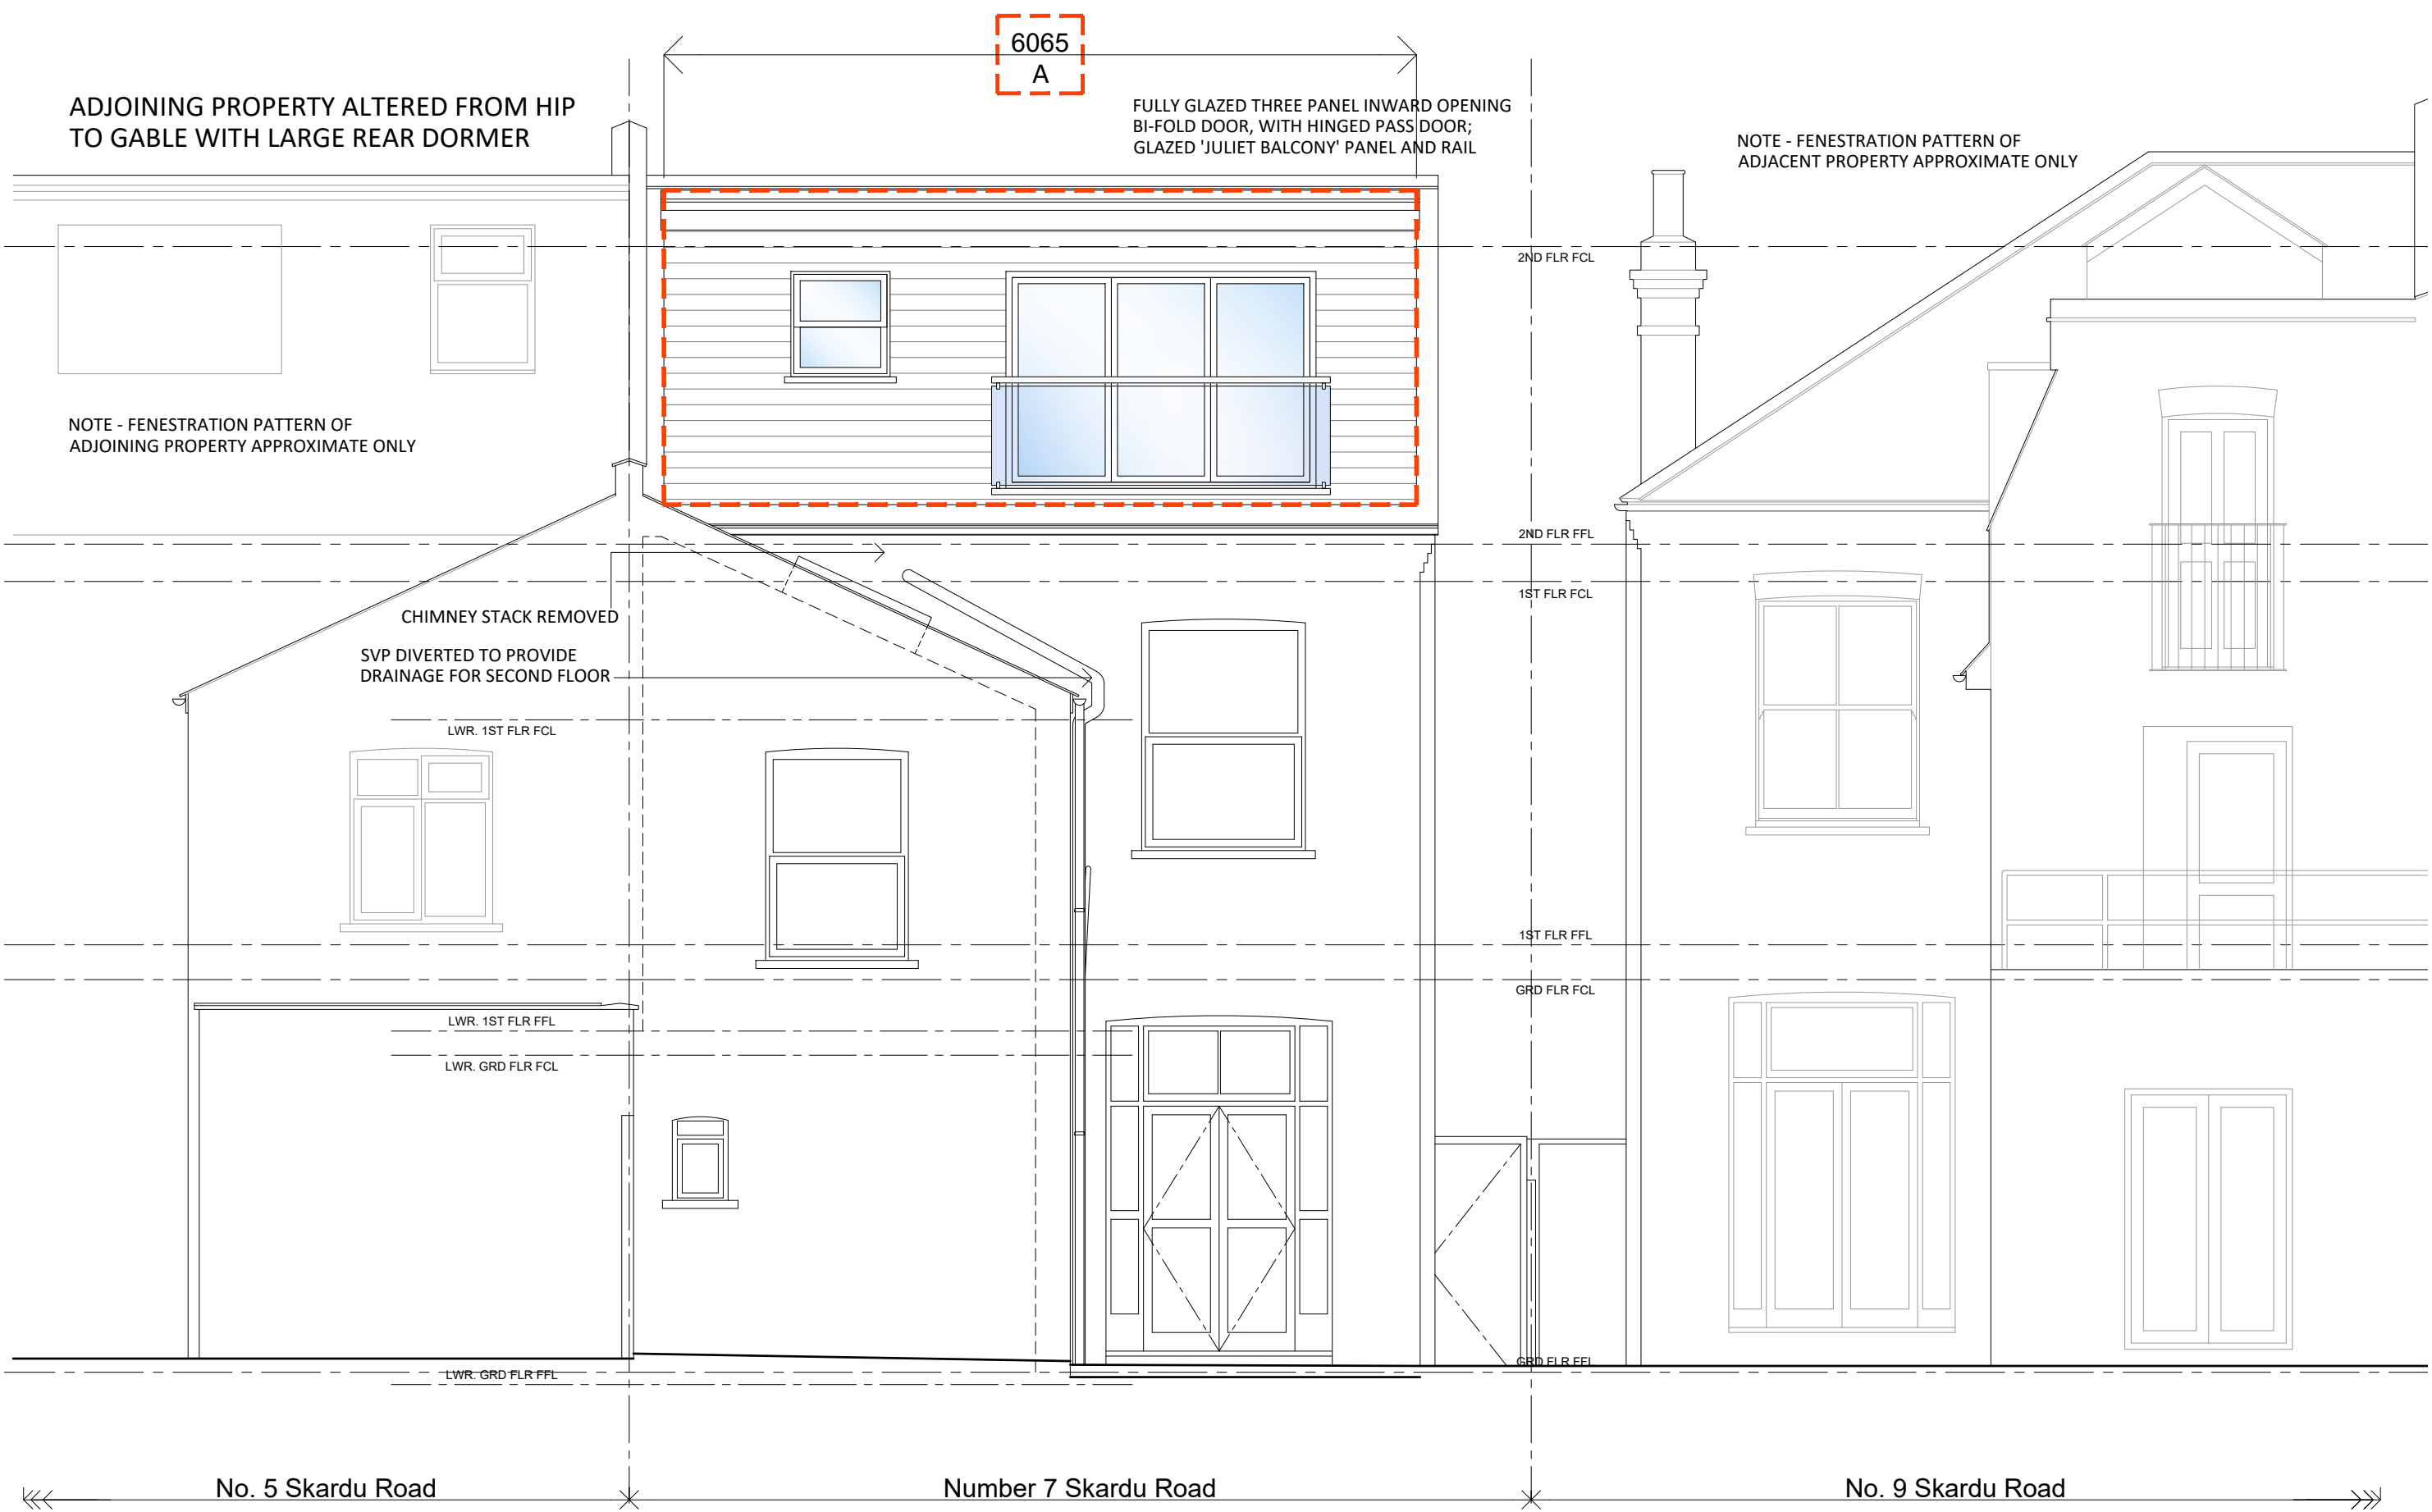 6065
A
ADJOINING PROPERTY ALTERED FROM HIP
TO GABLE WITH LARGE REAR DORMER
FULLY GLAZED THREE PANEL INWARD OPENING
BI-FOLD DOOR, WITH HINGED PASS DOOR;
GLAZED 'JULIET BALCONY' PANEL AND RAIL
NOTE - FENESTRATION PATTERN OF
ADJACENT PROPERTY APPROXIMATE ONLY
2ND FLR FCL
NOTE - FENESTRATION PATTERN OF
ADJOINING PROPERTY APPROXIMATE ONLY
2ND FLR FFL
1ST FLR FCL
CHIMNEY STACK REMOVED
SVP DIVERTED TO PROVIDE
DRAINAGE FOR SECOND FLOOR
LWR. 1ST FLR FCL
1ST FLR FFL
GRD FLR FCL
LWR. 1ST FLR FFL
LWR. GRD FLR FCL
GRD FLR FFL
LWR. GRD FLR FFL
No. 5 Skardu Road
Number 7 Skardu Road
No. 9 Skardu Road